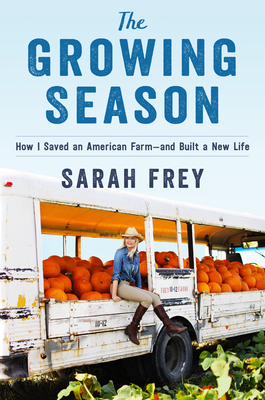 The
GROWING
SEASON
How I Saved an American Farm—and Built a New Life
SARAH FREY